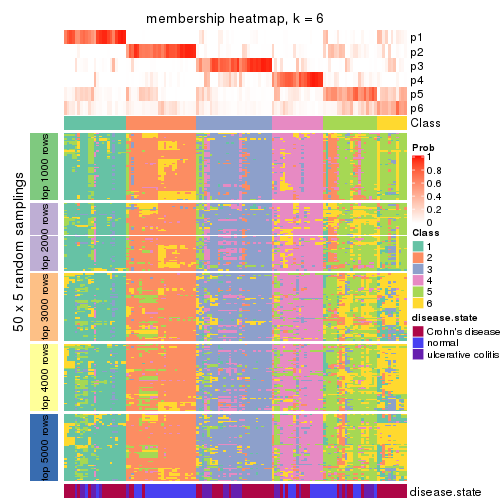 membership heatmap, k = 6
p1
p2
p3
p4
p5
p6
Class
50 x 5 random samplings
top 1000 rows
top 2000 rows
top 3000 rows
top 4000 rows
top 5000 rows
Prob
1
0.8
0.6
0.4
0.2
0
Class
1
2
3
4
5
6
disease.state
Crohn's disease
normal
ulcerative colitis
disease.state